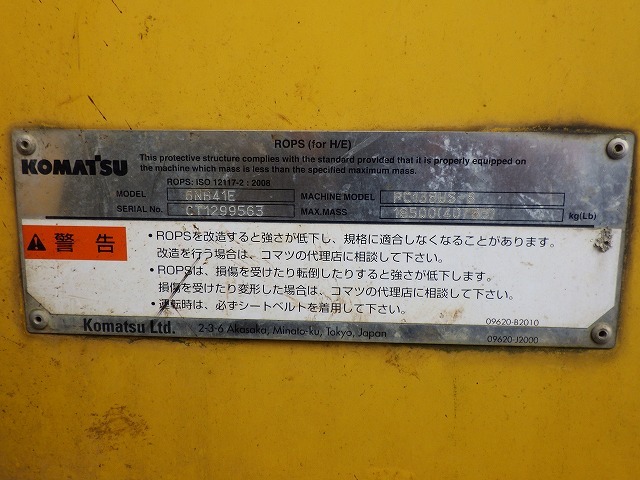 ROPS (for H/E)
KOMATSU
This protective structure complies with the standard provided that it is properly equipped on
the machine which mass is less than the specified maximum mass.
ROPS: ISO 12117-2 : 2008
MODEL 6NB41E MACHINE MODEL
SERIAL No. CT1299563 MAX.MASS kg(Lb)
警告
• ROPSを改造すると強さが低下し、規格に適合しなくなることがあります。
改造を行う場合は、コマツの代理店に相談して下さい。
• ROPSは、損傷を受けたり転倒したりすると強さが低下します。
損傷を受けたり変形した場合は、コマツの代理店に相談して下さい。
• 運転時は、必ずシートベルトを着用して下さい。
09620-B2010
Komatsu Ltd. 2-3-6 Akasaka, Minato-ku, Tokyo, Japan
09620-J2000